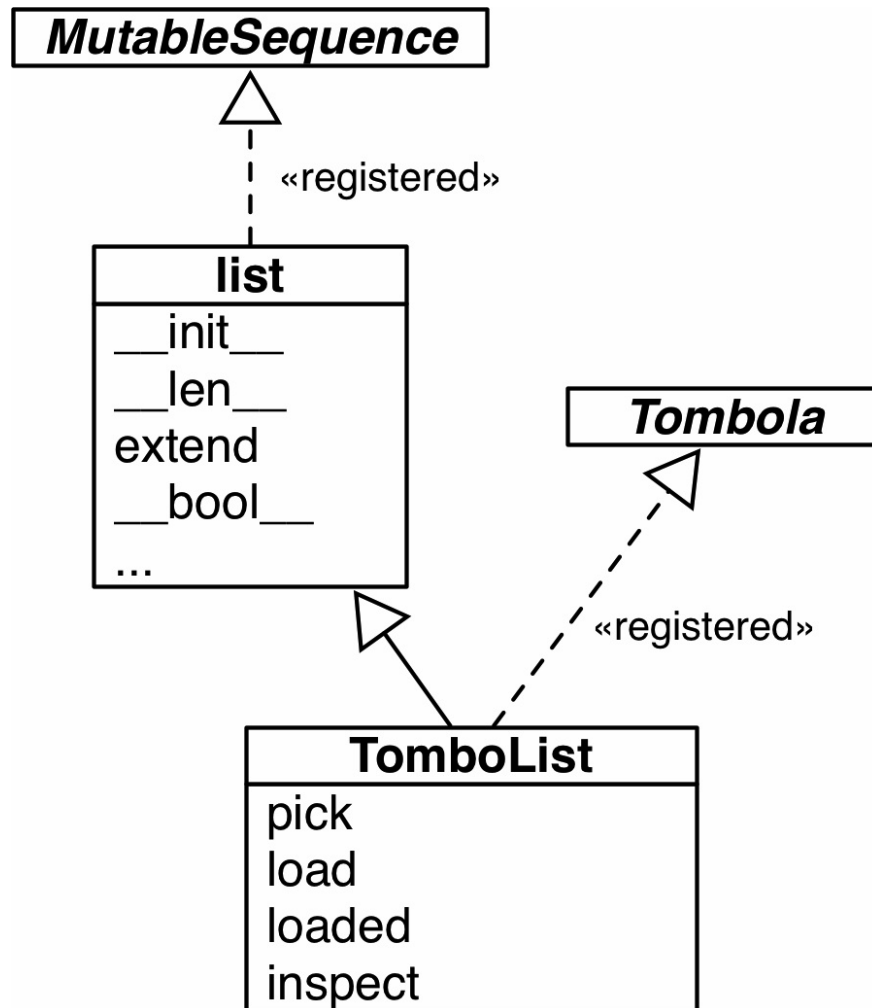 MutableSequence
«registered»
list
__init__
__len__
extend
__bool__
...
Tombola
«registered»
TomboList
pick
load
loaded
inspect